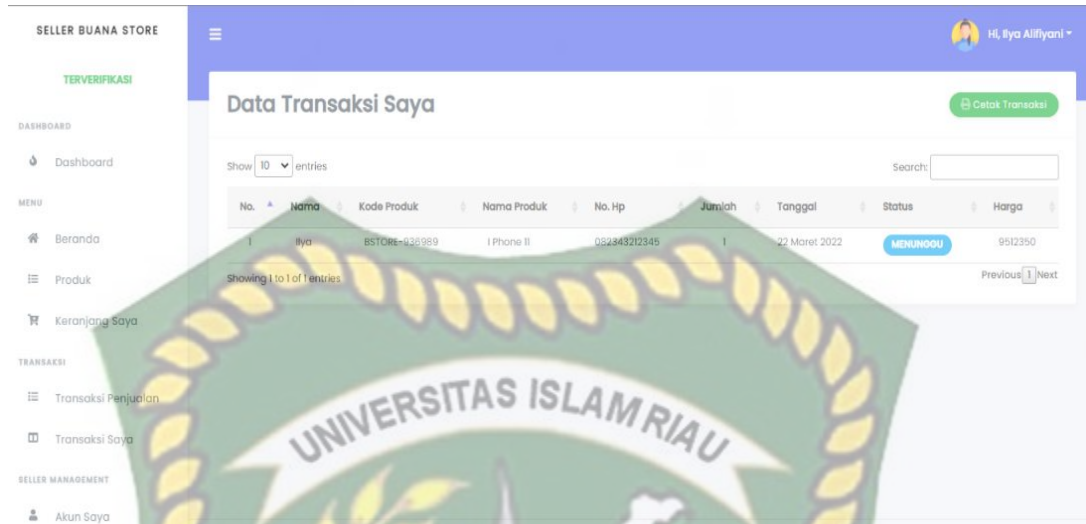 SELLER BUANA STORE
Hi, Ilya Alifiyani
TERVERIFIKASI
Data Transaksi Saya
Cetak Transaksi
DASHBOARD
Dashboard
Show 10 entries
Search:
MENU
No. Nama Kode Produk Nama Produk No. Hp Jumlah Tanggal Status Harga
Beranda
1 Ilya BSTORE-936989 I Phone 11 082343212345 1 22 Maret 2022 MENUNGGU 9512350
Showing 1 to 1 of 1 entries
Previous 1 Next
Produk
Keranjang Saya
TRANSAKSI
Transaksi Penjualan
Transaksi Saya
SELLER MANAGEMENT
Akun Saya
UNIVERSITAS ISLAM RIAU